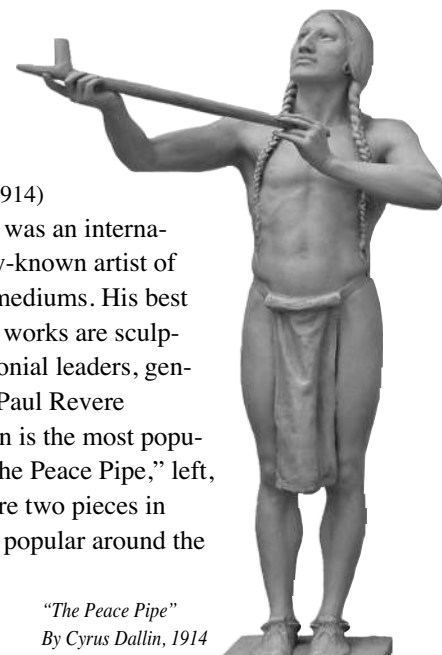 914)
was an interna-
y-known artist of
mediums. His best
works are sculp-
onial leaders, gen-
Paul Revere
n is the most popu-
he Peace Pipe,” left,
re two pieces in
popular around the
“The Peace Pipe”
By Cyrus Dallin, 1914